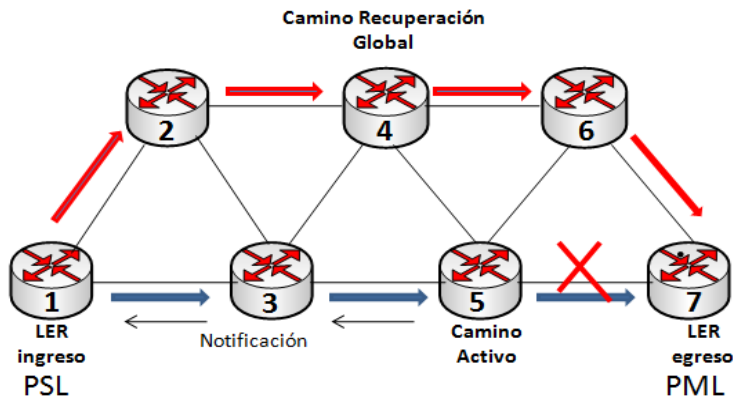 Camino Recuperación
Global
2
4
6
1
3
5
7
LER
ingreso
PSL
Notificación
Camino
Activo
LER
egreso
PML